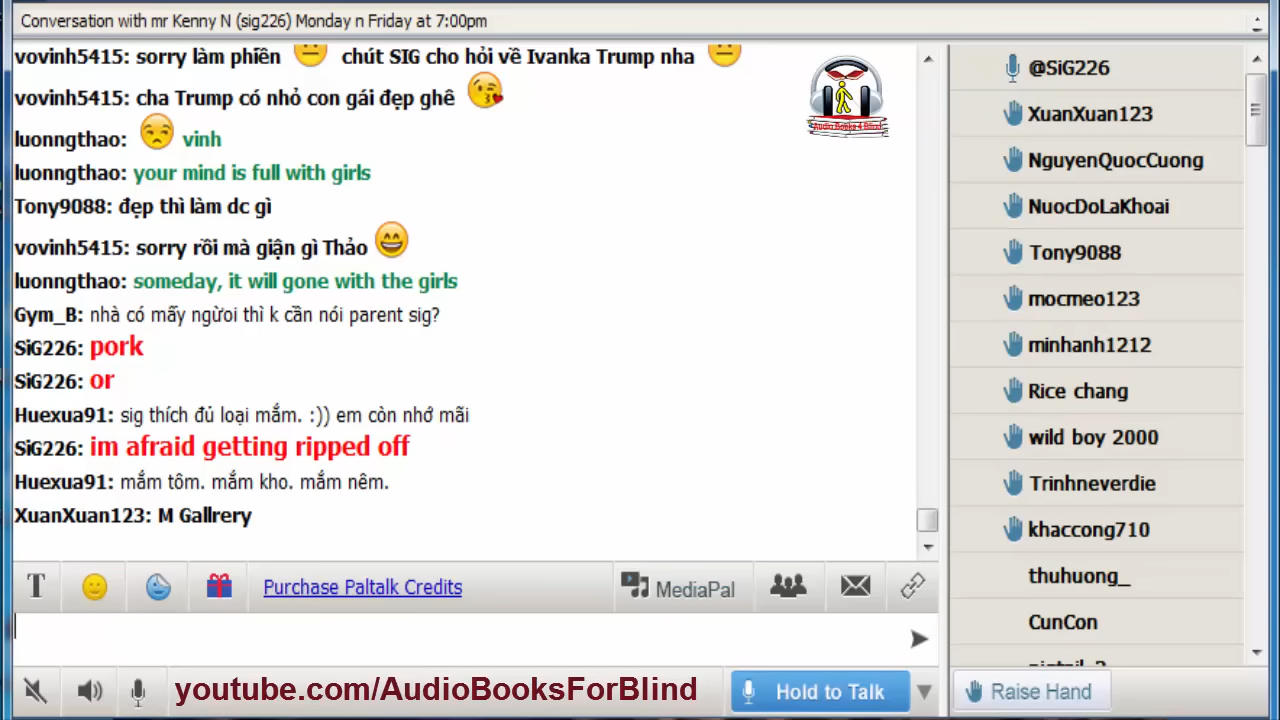 Conversation with mr Kenny N (sig226) Monday n Friday at 7:00pm
vovinh5415: sorry làm phiền chút SIG cho hỏi về Ivanka Trump nha
vovinh5415: cha Trump có nhỏ con gái đẹp ghê
luonngthao: vinh
luonngthao: your mind is full with girls
Tony9088: đẹp thì làm dc gì
vovinh5415: sorry rồi mà giận gì Thảo
luonngthao: someday, it will gone with the girls
Gym_B: nhà có mấy ngừoi thì k cần nói parent sig?
SiG226: pork
SiG226: or
Huexua91: sig thích đủ loại mắm. :)) em còn nhớ mãi
SiG226: im afraid getting ripped off
Huexua91: mắm tôm. mắm kho. mắm nêm.
XuanXuan123: M Gallrery
Audio Books 4 Blind
@SiG226
XuanXuan123
NguyenQuocCuong
NuocDoLaKhoai
Tony9088
mocmeo123
minhanh1212
Rice chang
wild boy 2000
Trinhneverdie
khaccong710
thuhuong_
CunCon
T
Purchase Paltalk Credits
MediaPal
youtube.com/AudioBooksForBlind
Hold to Talk
Raise Hand